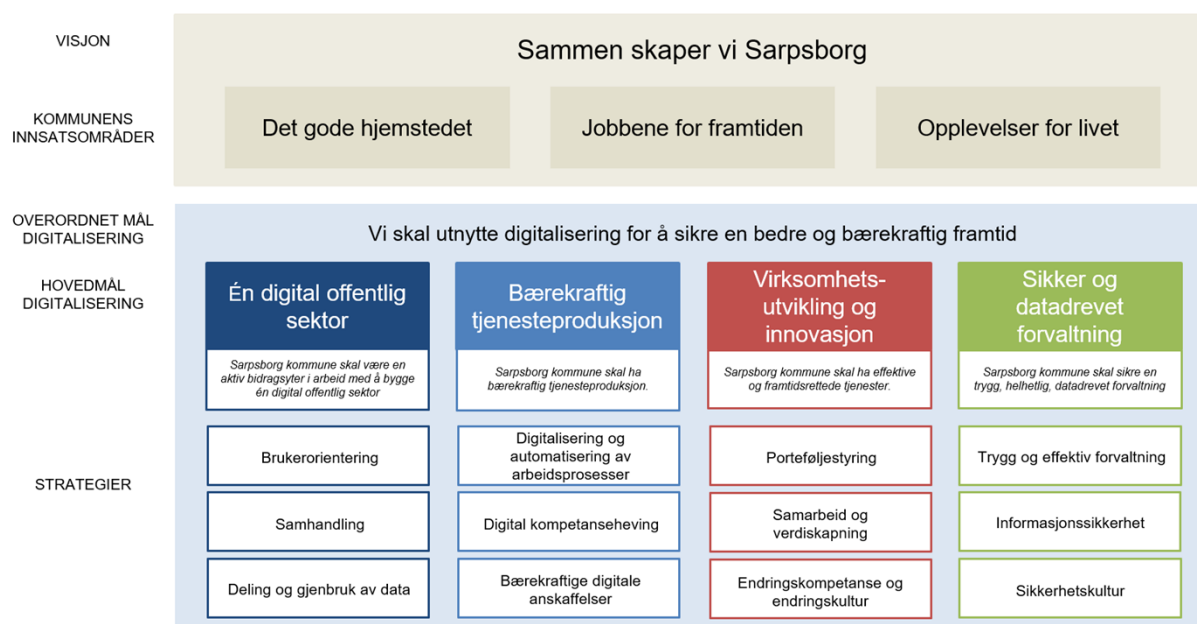 VISJON
Sammen skaper vi Sarpsborg
KOMMUNENS
INNSATSOMRÅDER
Det gode hjemstedet
Jobbene for framtiden
Opplevelser for livet
OVERORDNET MÅL
DIGITALISERING
Vi skal utnytte digitalisering for å sikre en bedre og bærekraftig framtid
HOVEDMÅL
DIGITALISERING
Én digital offentlig
sektor
Sarpsborg kommune skal være en
aktiv bidragsyter i arbeid med å bygge
én digital offentlig sektor
Bærekraftig
tjenesteproduksjon
Sarpsborg kommune skal ha
bærekraftig tjenesteproduksjon.
Virksomhets-
utvikling og
innovasjon
Sarpsborg kommune skal ha effektive
og framtidsrettede tjenester.
Sikker og
datadrevet
forvaltning
Sarpsborg kommune skal sikre en
trygg, helhetlig, datadrevet forvaltning
STRATEGIER
Brukerorientering
Samhandling
Deling og gjenbruk av data
Digitalisering og
automatisering av
arbeidsprosesser
Digital kompetanseheving
Bærekraftige digitale
anskaffelser
Porteføljestyring
Samarbeid og
verdiskapning
Endringskompetanse og
endringskultur
Trygg og effektiv forvaltning
Informasjonssikkerhet
Sikkerhetskultur